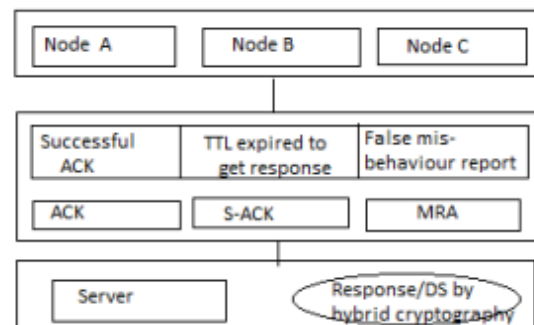 Node A
Node B
Node C
Successful
ACK
TTL expired to
get response
False mis-
behaviour report
ACK
S-ACK
MRA
Server
Response/DS by
hybrid cryptography